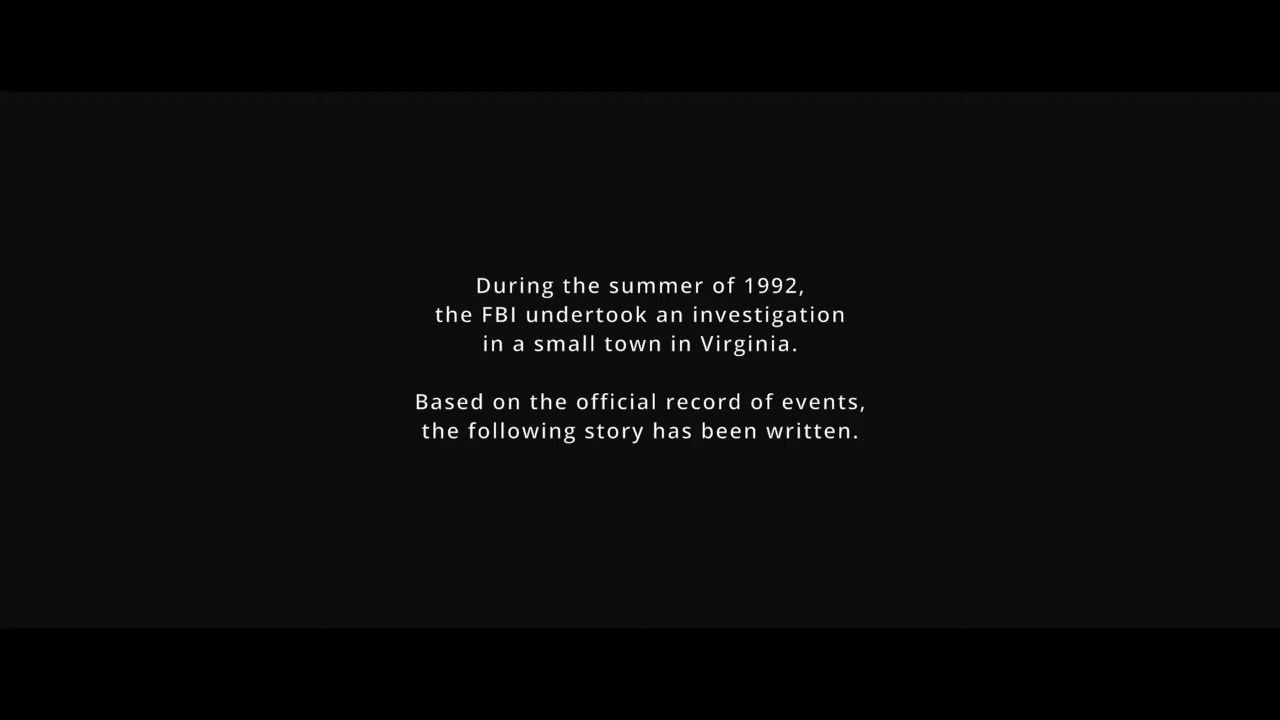 During the summer of 1992,
the FBI undertook an investigation
in a small town in Virginia.
Based on the official record of events,
the following story has been written.